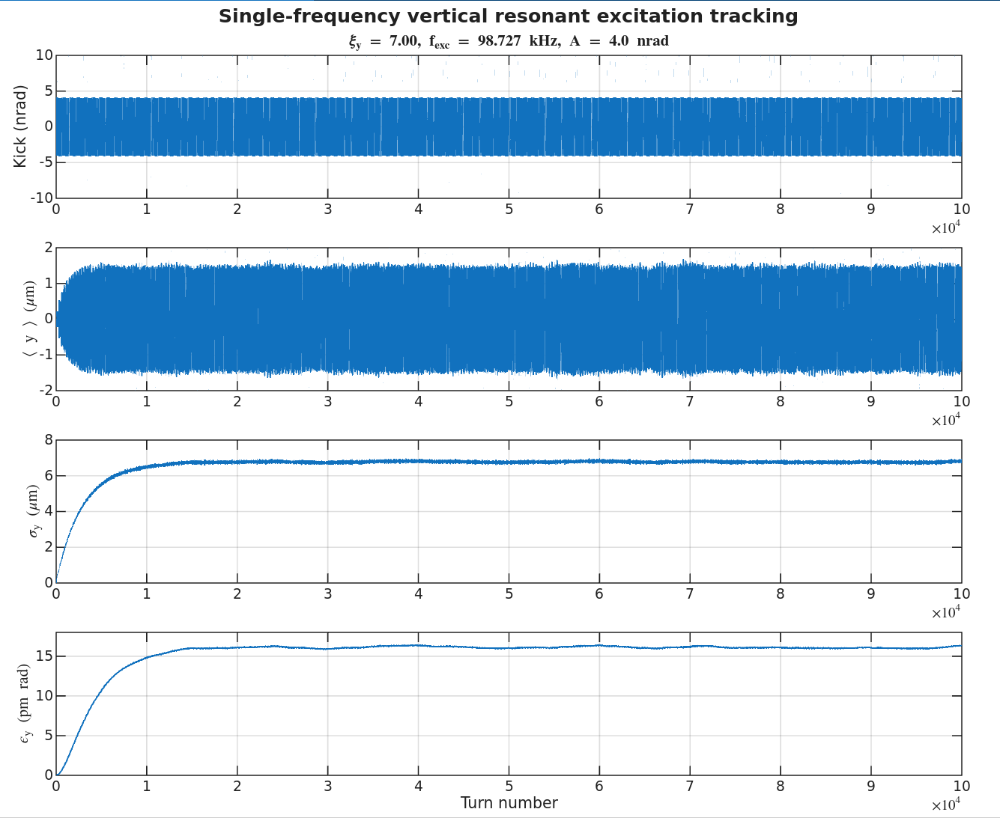 Single-frequency vertical resonant excitation tracking
ξy = 7.00, fexc = 98.727 kHz, A = 4.0 nrad
Kick (nrad)
10
5
0
-5
-10
0 1 2 3 4 5 6 7 8 9 10
×10^4
⟨ y ⟩ (μm)
2
1
0
-1
-2
0 1 2 3 4 5 6 7 8 9 10
×10^4
σy (μm)
8
6
4
2
0
0 1 2 3 4 5 6 7 8 9 10
×10^4
ϵy (pm rad)
15
10
5
0
0 1 2 3 4 5 6 7 8 9 10
Turn number
×10^4